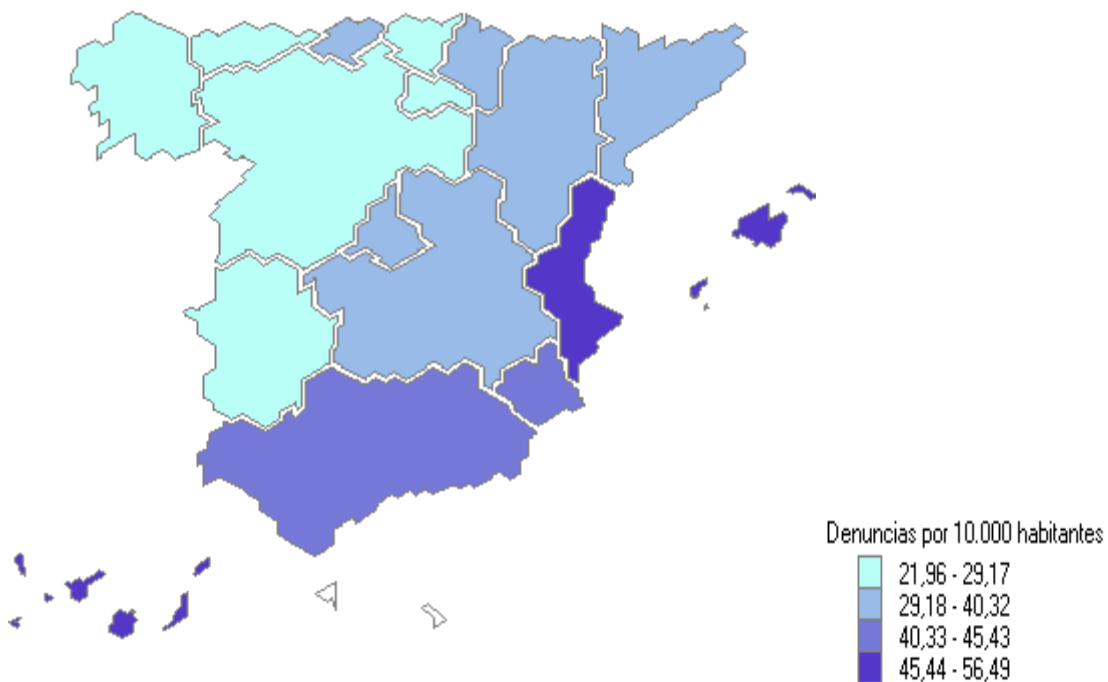 Denuncias por 10.000 habitantes
21,96 - 29,17
29,18 - 40,32
40,33 - 45,43
45,44 - 56,49